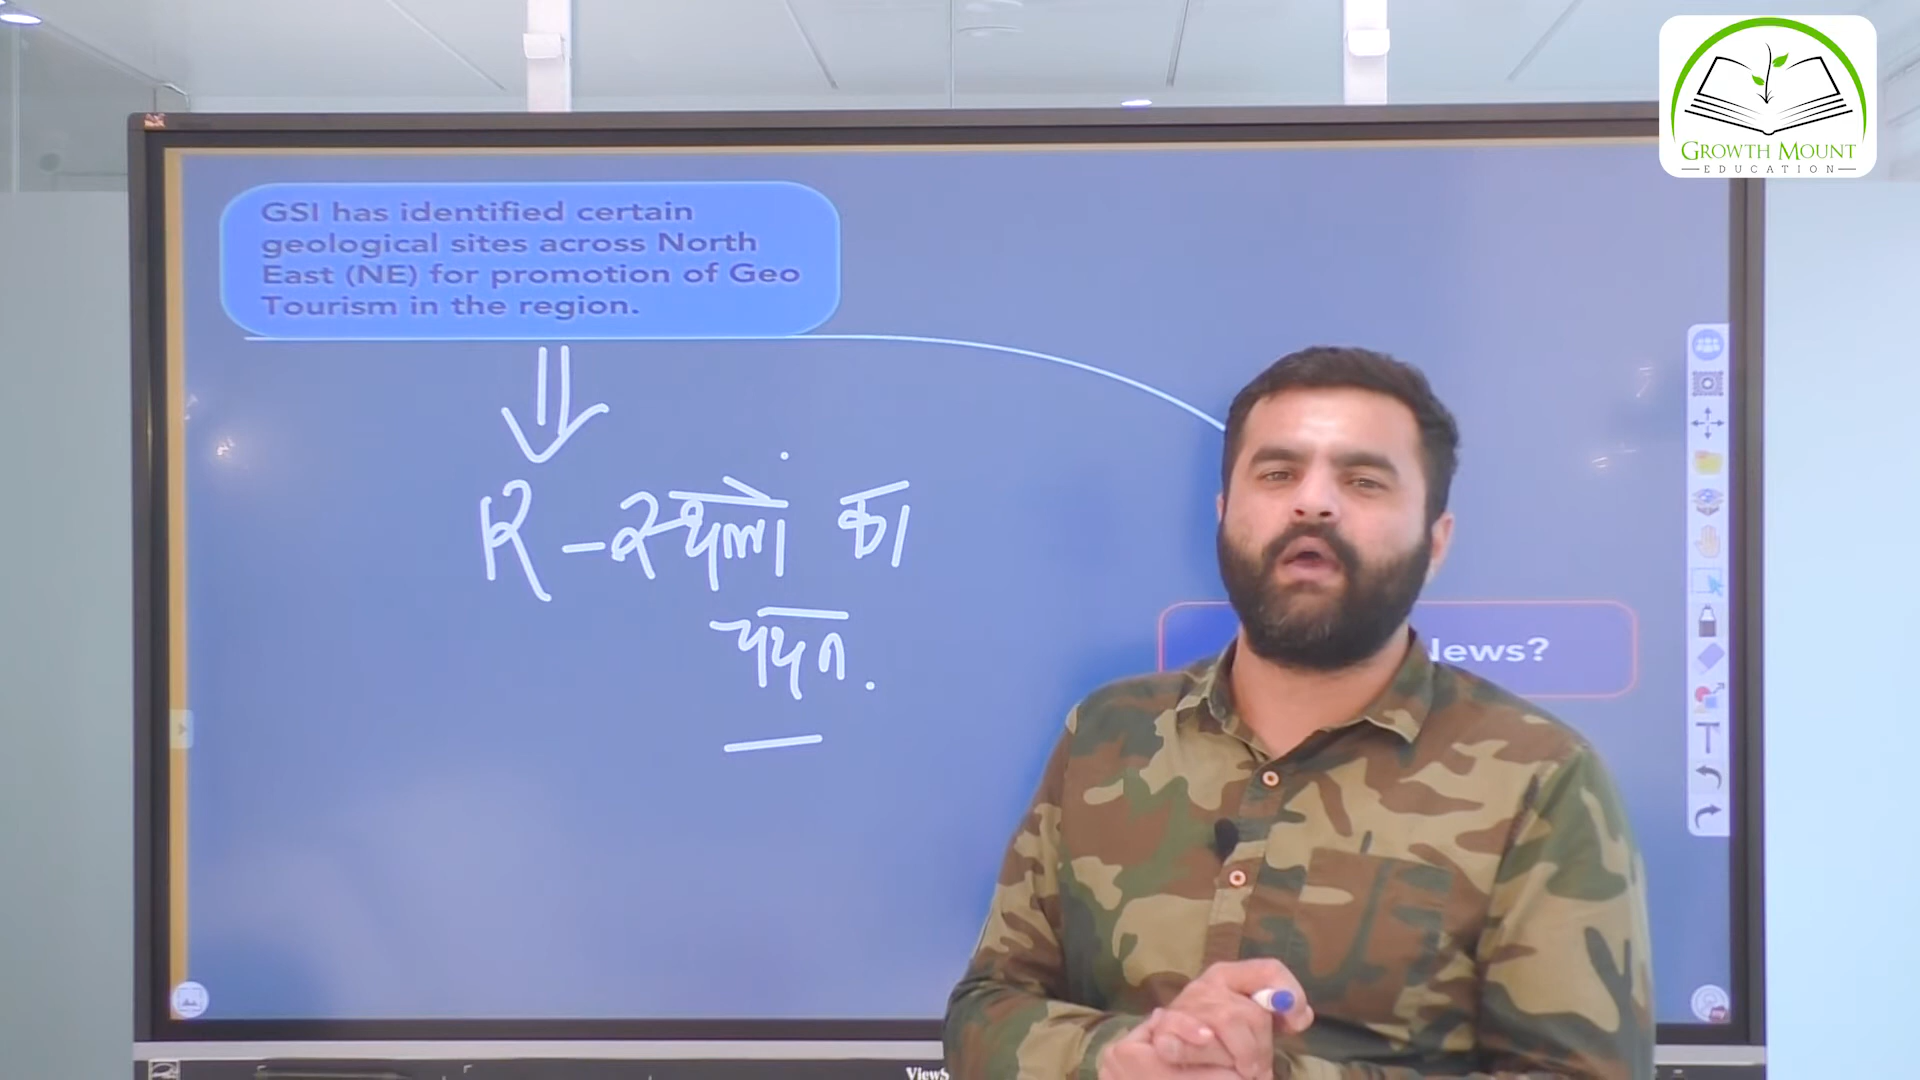 GROWTH MOUNT
EDUCATION
GSI has identified certain
geological sites across North
East (NE) for promotion of Geo
Tourism in the region.
स्थलों का
चयन.
News?
T
ViewS